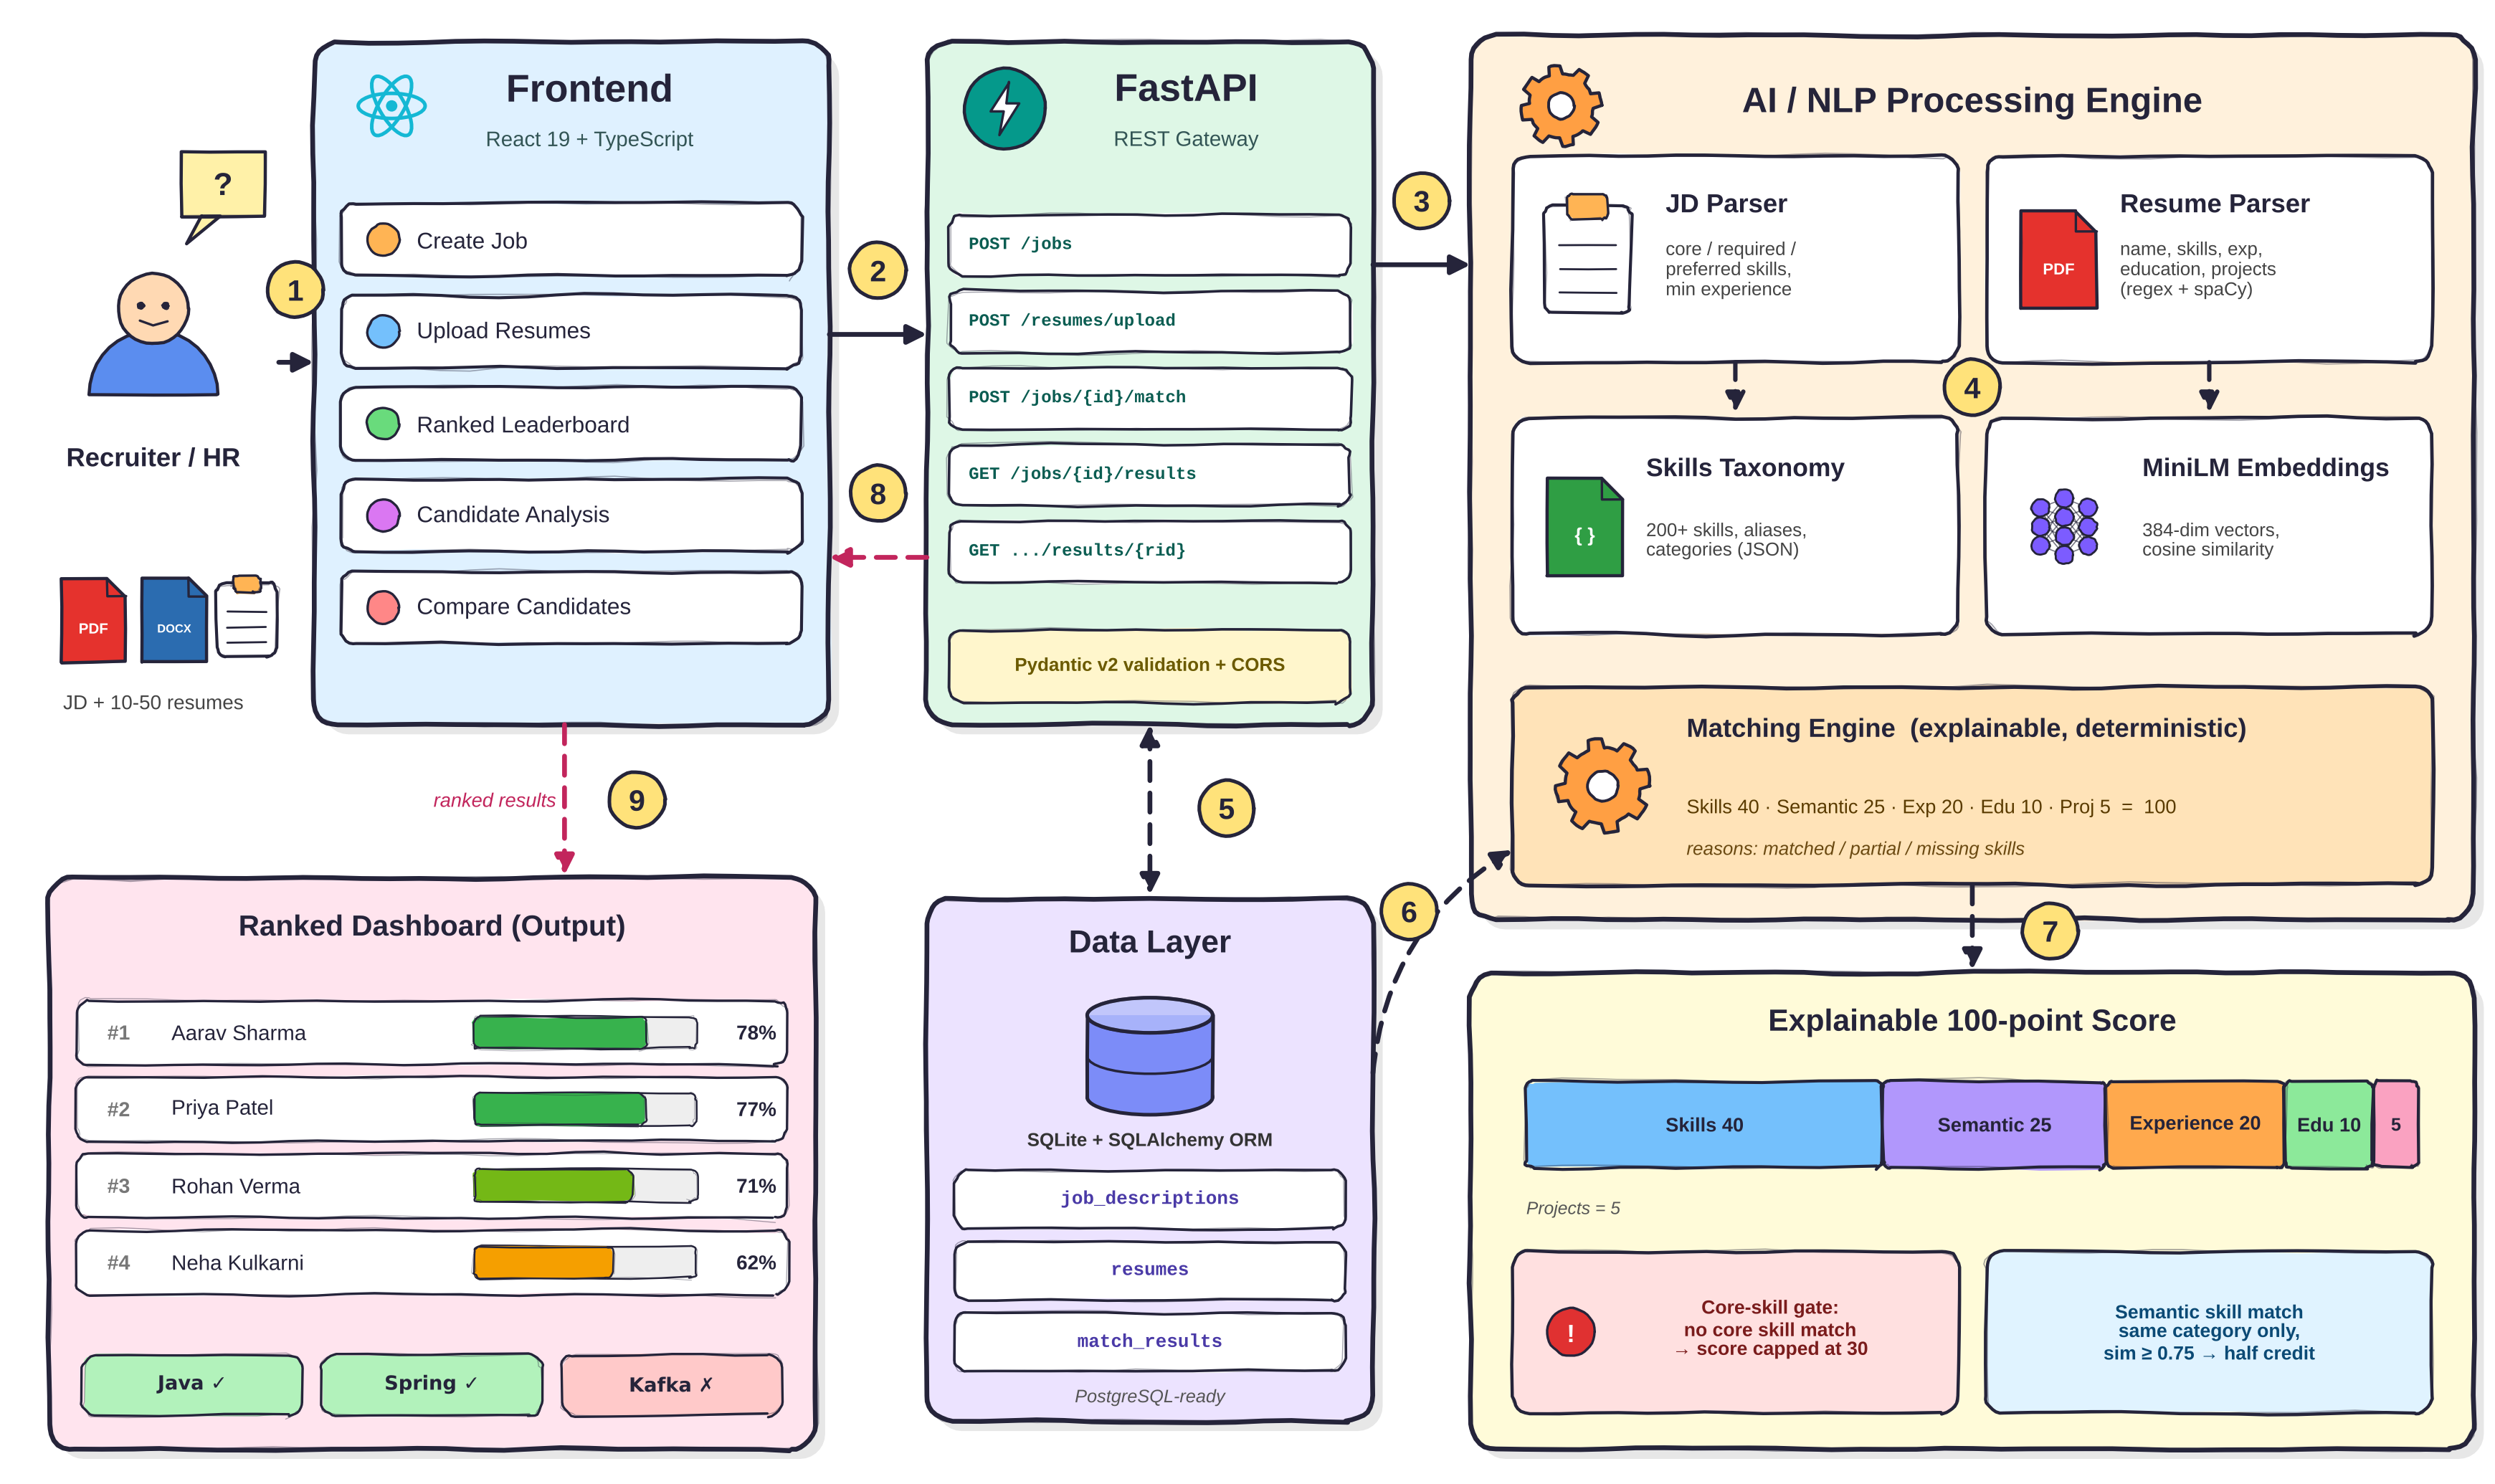 ?
1
Recruiter / HR
PDF
DOCX
JD + 10-50 resumes
Frontend
React 19 + TypeScript
Create Job
Upload Resumes
Ranked Leaderboard
Candidate Analysis
Compare Candidates
2
8
FastAPI
REST Gateway
POST /jobs
POST /resumes/upload
POST /jobs/{id}/match
GET /jobs/{id}/results
GET .../results/{rid}
Pydantic v2 validation + CORS
3
AI / NLP Processing Engine
JD Parser
core / required /
preferred skills,
min experience
PDF
Resume Parser
name, skills, exp,
education, projects
(regex + spaCy)
4
{ }
Skills Taxonomy
200+ skills, aliases,
categories (JSON)
MiniLM Embeddings
384-dim vectors,
cosine similarity
Matching Engine (explainable, deterministic)
Skills 40 · Semantic 25 · Exp 20 · Edu 10 · Proj 5 = 100
reasons: matched / partial / missing skills
ranked results
9
5
6
7
Ranked Dashboard (Output)
#1 Aarav Sharma 78%
#2 Priya Patel 77%
#3 Rohan Verma 71%
#4 Neha Kulkarni 62%
Java ✓
Spring ✓
Kafka ✗
Data Layer
SQLite + SQLAlchemy ORM
job_descriptions
resumes
match_results
PostgreSQL-ready
Explainable 100-point Score
Skills 40
Semantic 25
Experience 20
Edu 10
5
Projects = 5
!
Core-skill gate:
no core skill match
→ score capped at 30
Semantic skill match
same category only,
sim ≥ 0.75 → half credit